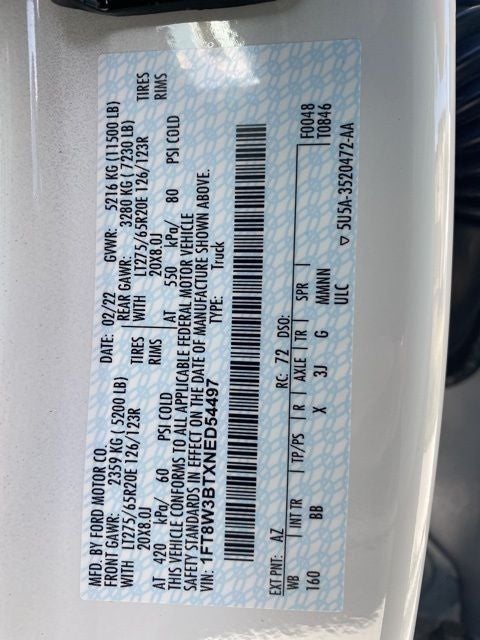 MFD. BY FORD MOTOR CO.
DATE: 02/22 GVWR: 5216 KG (11500 LB)
FRONT GAWR: 2359 KG ( 5200 LB) REAR GAWR: 3280 KG ( 7230 LB)
WITH LT275/65R20E 126/123R TIRES WITH LT275/65R20E 126/123R TIRES
20X8.0J RIMS 20X8.0J RIMS
AT 420 kPa/ 60 PSI COLD AT 550 kPa/ 80 PSI COLD
THIS VEHICLE CONFORMS TO ALL APPLICABLE FEDERAL MOTOR VEHICLE
SAFETY STANDARDS IN EFFECT ON THE DATE OF MANUFACTURE SHOWN ABOVE.
VIN: 1FT8W3BTXNED54497 TYPE: Truck
F0048
T0846
EXT PNT: AZ RC: 72 DSO:
WB INT TR TP/PS R AXLE TR SPR
160 BB X 3J G MMNNN
ULC ▽ 5U5A-3520472-AA